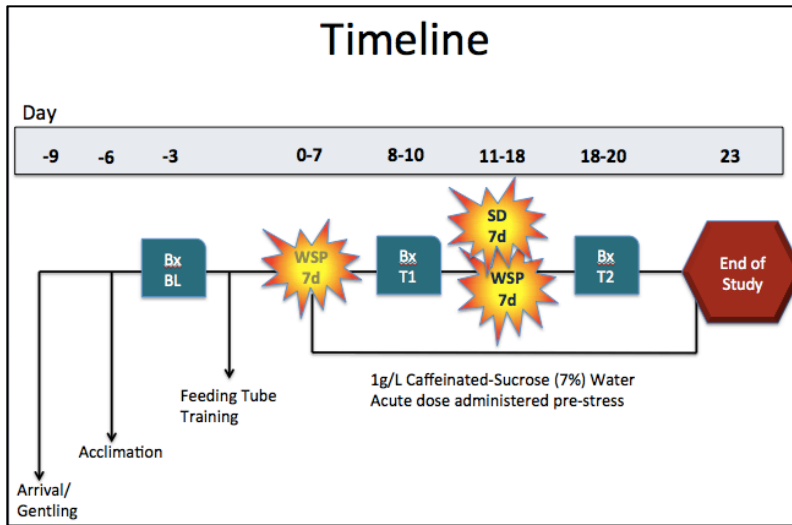 Timeline
Day
-9 -6 -3 0-7 8-10 11-18 18-20 23
Bx
BL
WSP
7d
Bx
T1
SD
7d
WSP
7d
Bx
T2
End of
Study
Feeding Tube
Training
1g/L Caffeinated-Sucrose (7%) Water
Acute dose administered pre-stress
Acclimation
Arrival/
Gentling